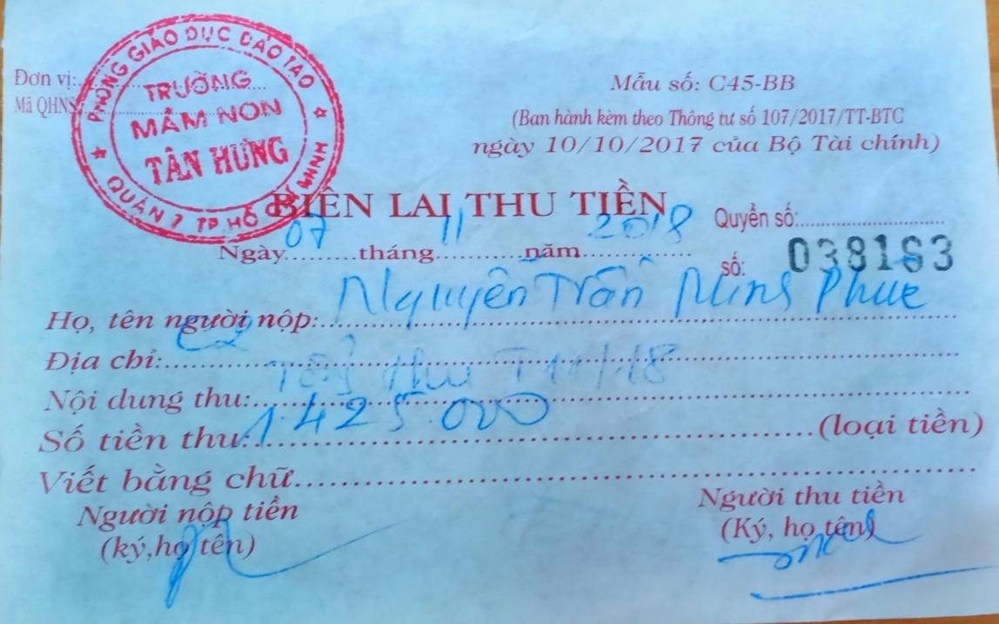 Đơn vị:
Mã QHNS
PHÒNG GIÁO DỤC ĐÀO TẠO
TRƯỜNG
MẦM NON
TÂN HƯNG
QUẬN 7 TP. HỒ CHÍ MINH
Mẫu số: C45-BB
(Ban hành kèm theo Thông tư số 107/2017/TT-BTC
ngày 10/10/2017 của Bộ Tài chính)
BIÊN LAI THU TIỀN
Quyển số:
Ngày 07 tháng 11 năm 2018
số: 038163
Họ, tên người nộp: Nguyễn Trần Minh Phúc
Địa chỉ:
Nội dung thu: Tổng thu T11/18
Số tiền thu: 1.425.000 (loại tiền)
Viết bằng chữ
Người nộp tiền
(ký,họ tên)
Người thu tiền
(Ký, họ tên)